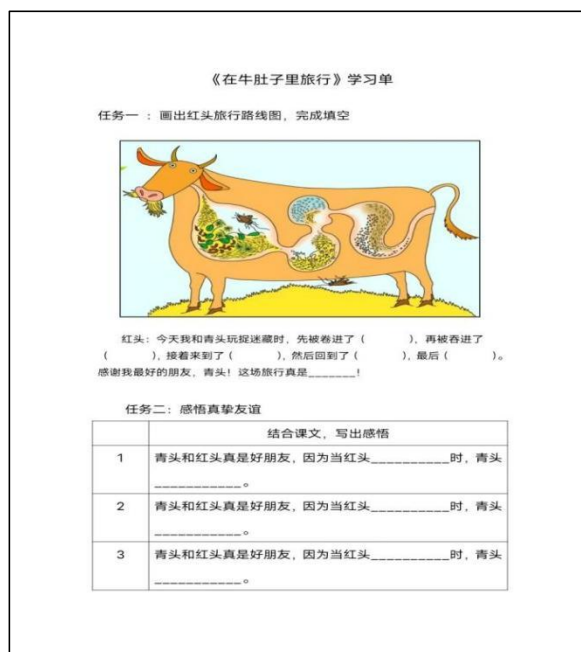 《在牛肚子里旅行》学习单
任务一 ：画出红头旅行路线图，完成填空
红头：今天我和青头玩捉迷藏时，先被卷进了（　　　），再被吞进了
（　　　），接着来到了（　　　），然后回到了（　　　），最后（　　　）。
感谢我最好的朋友，青头！这场旅行真是_______！
任务二：感悟真挚友谊
结合课文，写出感悟
1 青头和红头真是好朋友，因为当红头__________时，青头
___________。
2 青头和红头真是好朋友，因为当红头__________时，青头
___________。
3 青头和红头真是好朋友，因为当红头__________时，青头
___________。